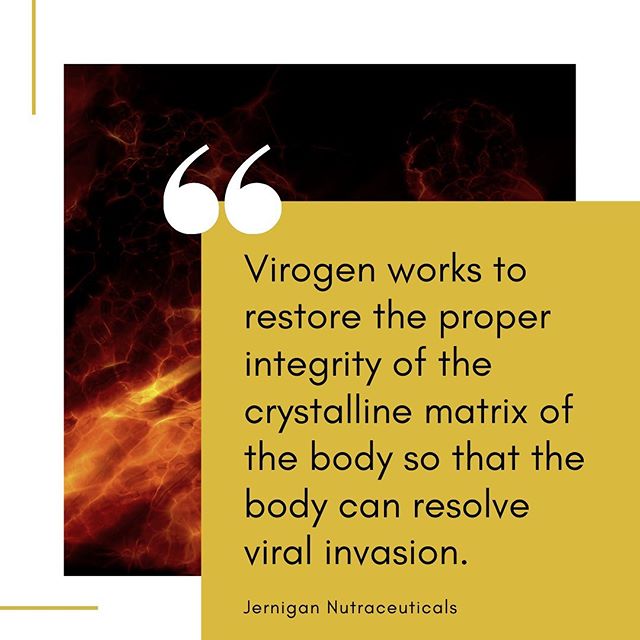 Virogen works to
restore the proper
integrity of the
crystalline matrix of
the body so that the
body can resolve
viral invasion.
Jernigan Nutraceuticals